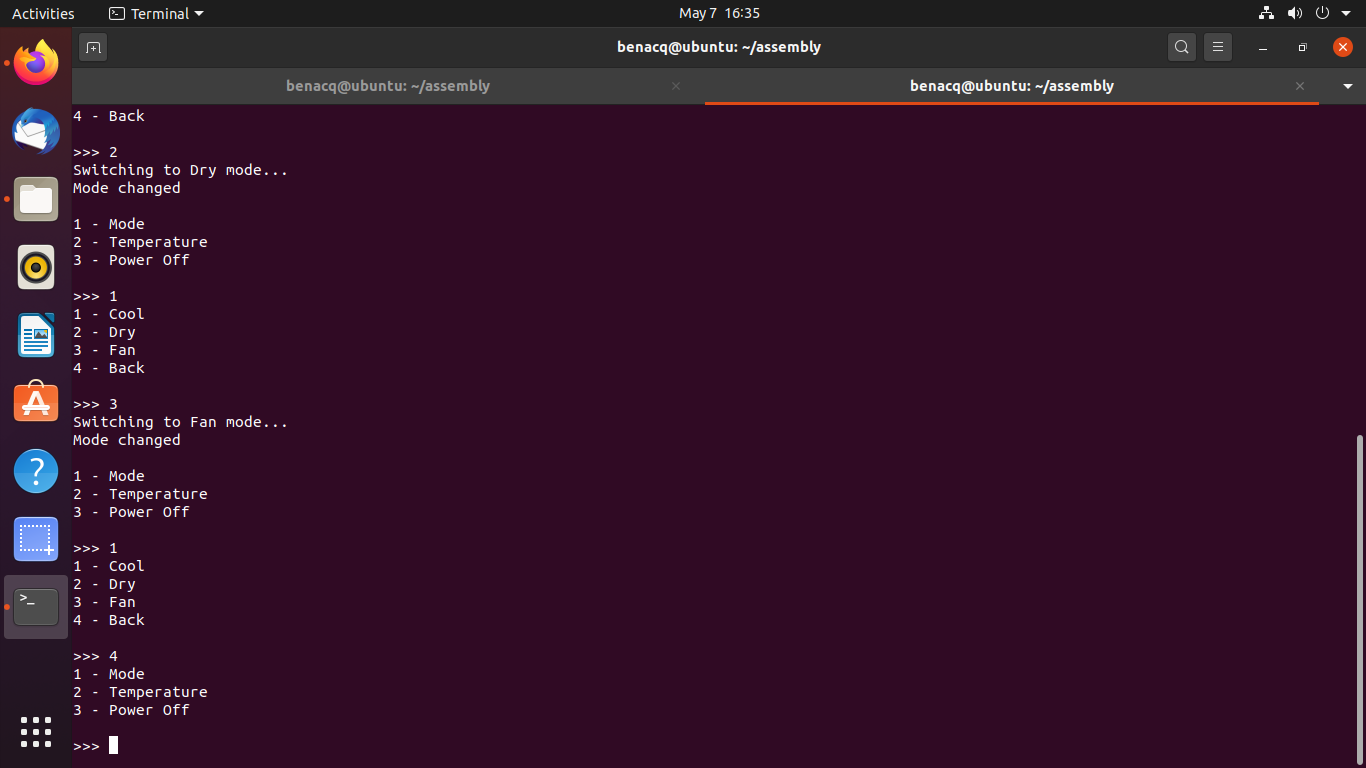 Activities
Terminal
May 7 16:35
benacq@ubuntu: ~/assembly
benacq@ubuntu: ~/assembly
benacq@ubuntu: ~/assembly
4 - Back
>>> 2
Switching to Dry mode...
Mode changed
1 - Mode
2 - Temperature
3 - Power Off
>>> 1
1 - Cool
2 - Dry
3 - Fan
4 - Back
>>> 3
Switching to Fan mode...
Mode changed
1 - Mode
2 - Temperature
3 - Power Off
>>> 1
1 - Cool
2 - Dry
3 - Fan
4 - Back
>>> 4
1 - Mode
2 - Temperature
3 - Power Off
>>>